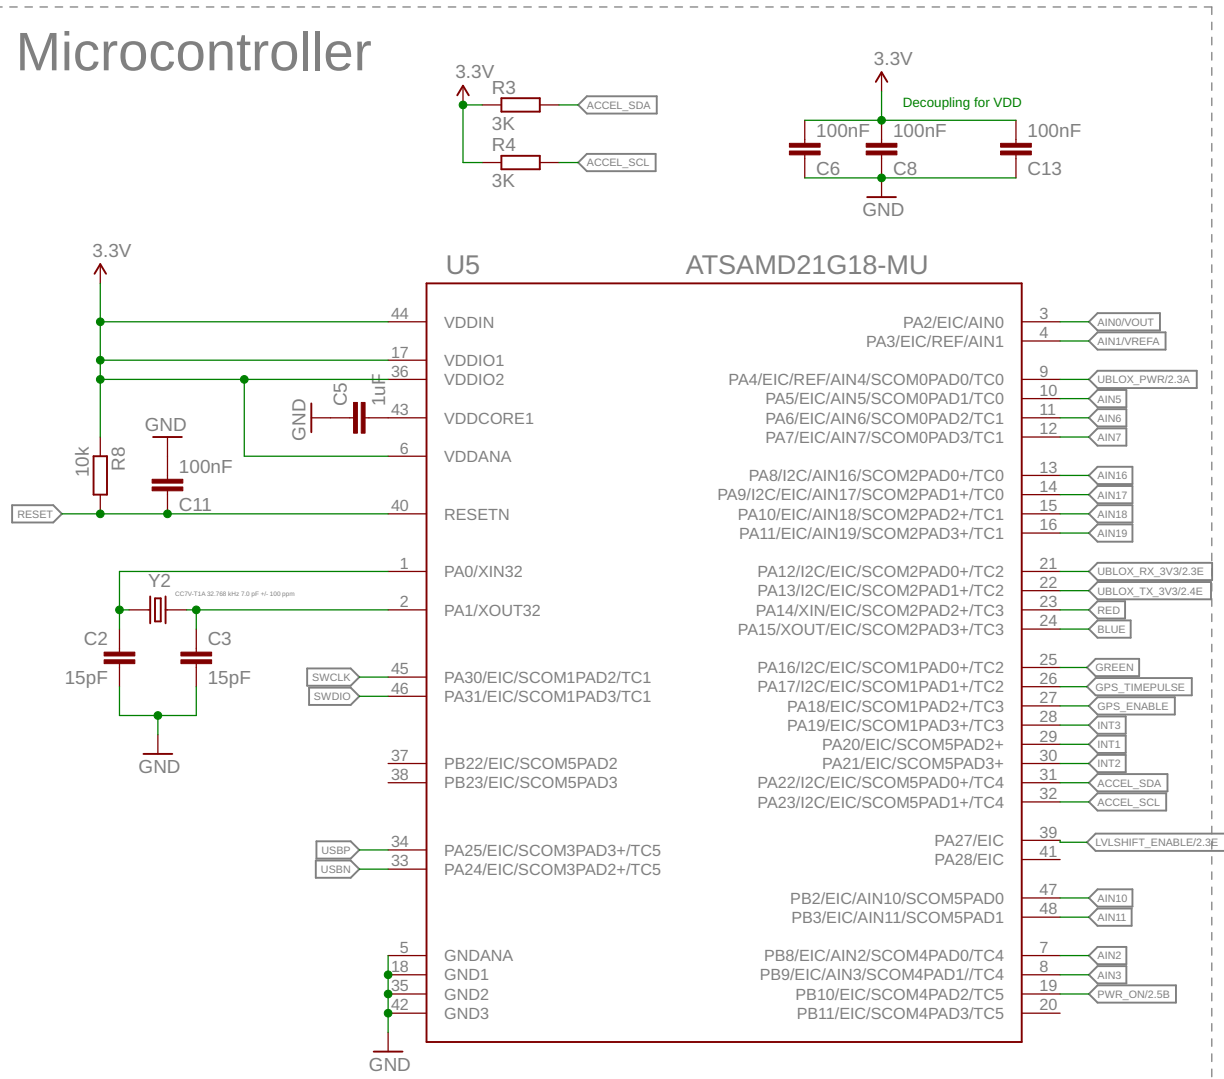 Microcontroller
3.3V
R3
3K
ACCEL_SDA
R4
3K
ACCEL_SCL
3.3V
Decoupling for VDD
100nF 100nF 100nF
C6 C8 C13
GND
3.3V
U5 ATSAMD21G18-MU
44 VDDIN
17 VDDIO1
36 VDDIO2
GND C5 1uF 43 VDDCORE1
6 VDDANA
10k R8
GND
100nF
C11
RESET 40 RESETN
1 PA0/XIN32
Y2
CC7V-T1A 32.768 kHz 7.0 pF +/- 100 ppm
2 PA1/XOUT32
C2 C3
15pF 15pF
GND
SWCLK 45 PA30/EIC/SCOM1PAD2/TC1
SWDIO 46 PA31/EIC/SCOM1PAD3/TC1
37 PB22/EIC/SCOM5PAD2
38 PB23/EIC/SCOM5PAD3
USBP 34 PA25/EIC/SCOM3PAD3+/TC5
USBN 33 PA24/EIC/SCOM3PAD2+/TC5
5 GNDANA
18 GND1
35 GND2
42 GND3
GND
PA2/EIC/AIN0 3 AIN0/VOUT
PA3/EIC/REF/AIN1 4 AIN1/VREFA
PA4/EIC/REF/AIN4/SCOM0PAD0/TC0 9 UBLOX_PWR/2.3A
PA5/EIC/AIN5/SCOM0PAD1/TC0 10 AIN5
PA6/EIC/AIN6/SCOM0PAD2/TC1 11 AIN6
PA7/EIC/AIN7/SCOM0PAD3/TC1 12 AIN7
PA8/I2C/AIN16/SCOM2PAD0+/TC0 13 AIN16
PA9/I2C/EIC/AIN17/SCOM2PAD1+/TC0 14 AIN17
PA10/EIC/AIN18/SCOM2PAD2+/TC1 15 AIN18
PA11/EIC/AIN19/SCOM2PAD3+/TC1 16 AIN19
PA12/I2C/EIC/SCOM2PAD0+/TC2 21 UBLOX_RX_3V3/2.3E
PA13/I2C/EIC/SCOM2PAD1+/TC2 22 UBLOX_TX_3V3/2.4E
PA14/XIN/EIC/SCOM2PAD2+/TC3 23 RED
PA15/XOUT/EIC/SCOM2PAD3+/TC3 24 BLUE
PA16/I2C/EIC/SCOM1PAD0+/TC2 25 GREEN
PA17/I2C/EIC/SCOM1PAD1+/TC2 26 GPS_TIMEPULSE
PA18/EIC/SCOM1PAD2+/TC3 27 GPS_ENABLE
PA19/EIC/SCOM1PAD3+/TC3 28 INT3
PA20/EIC/SCOM5PAD2+ 29 INT1
PA21/EIC/SCOM5PAD3+ 30 INT2
PA22/I2C/EIC/SCOM5PAD0+/TC4 31 ACCEL_SDA
PA23/I2C/EIC/SCOM5PAD1+/TC4 32 ACCEL_SCL
PA27/EIC 39 LVLSHIFT_ENABLE/2.3E
PA28/EIC 41
PB2/EIC/AIN10/SCOM5PAD0 47 AIN10
PB3/EIC/AIN11/SCOM5PAD1 48 AIN11
PB8/EIC/AIN2/SCOM4PAD0/TC4 7 AIN2
PB9/EIC/AIN3/SCOM4PAD1//TC4 8 AIN3
PB10/EIC/SCOM4PAD2/TC5 19 PWR_ON/2.5B
PB11/EIC/SCOM4PAD3/TC5 20